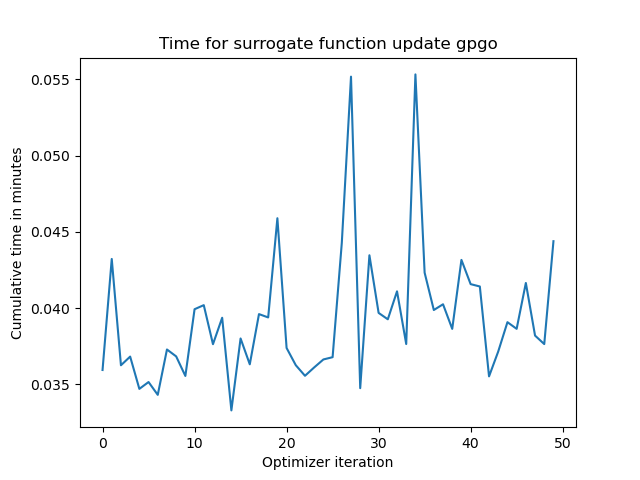 Time for surrogate function update gpgo
Cumulative time in minutes
0.055
0.050
0.045
0.040
0.035
0 10 20 30 40 50
Optimizer iteration